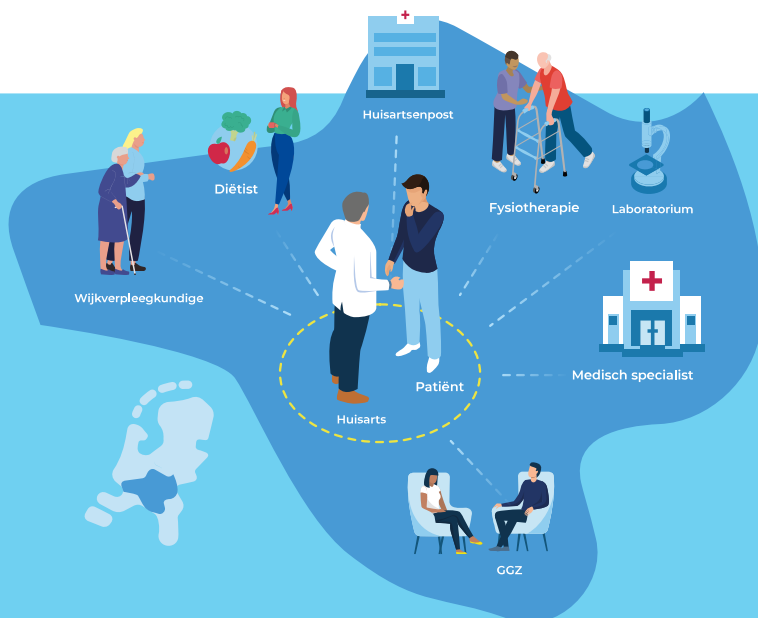 Huisartsenpost
Diëtist
Fysiotherapie
Laboratorium
Wijkverpleegkundige
Medisch specialist
Patiënt
Huisarts
GGZ